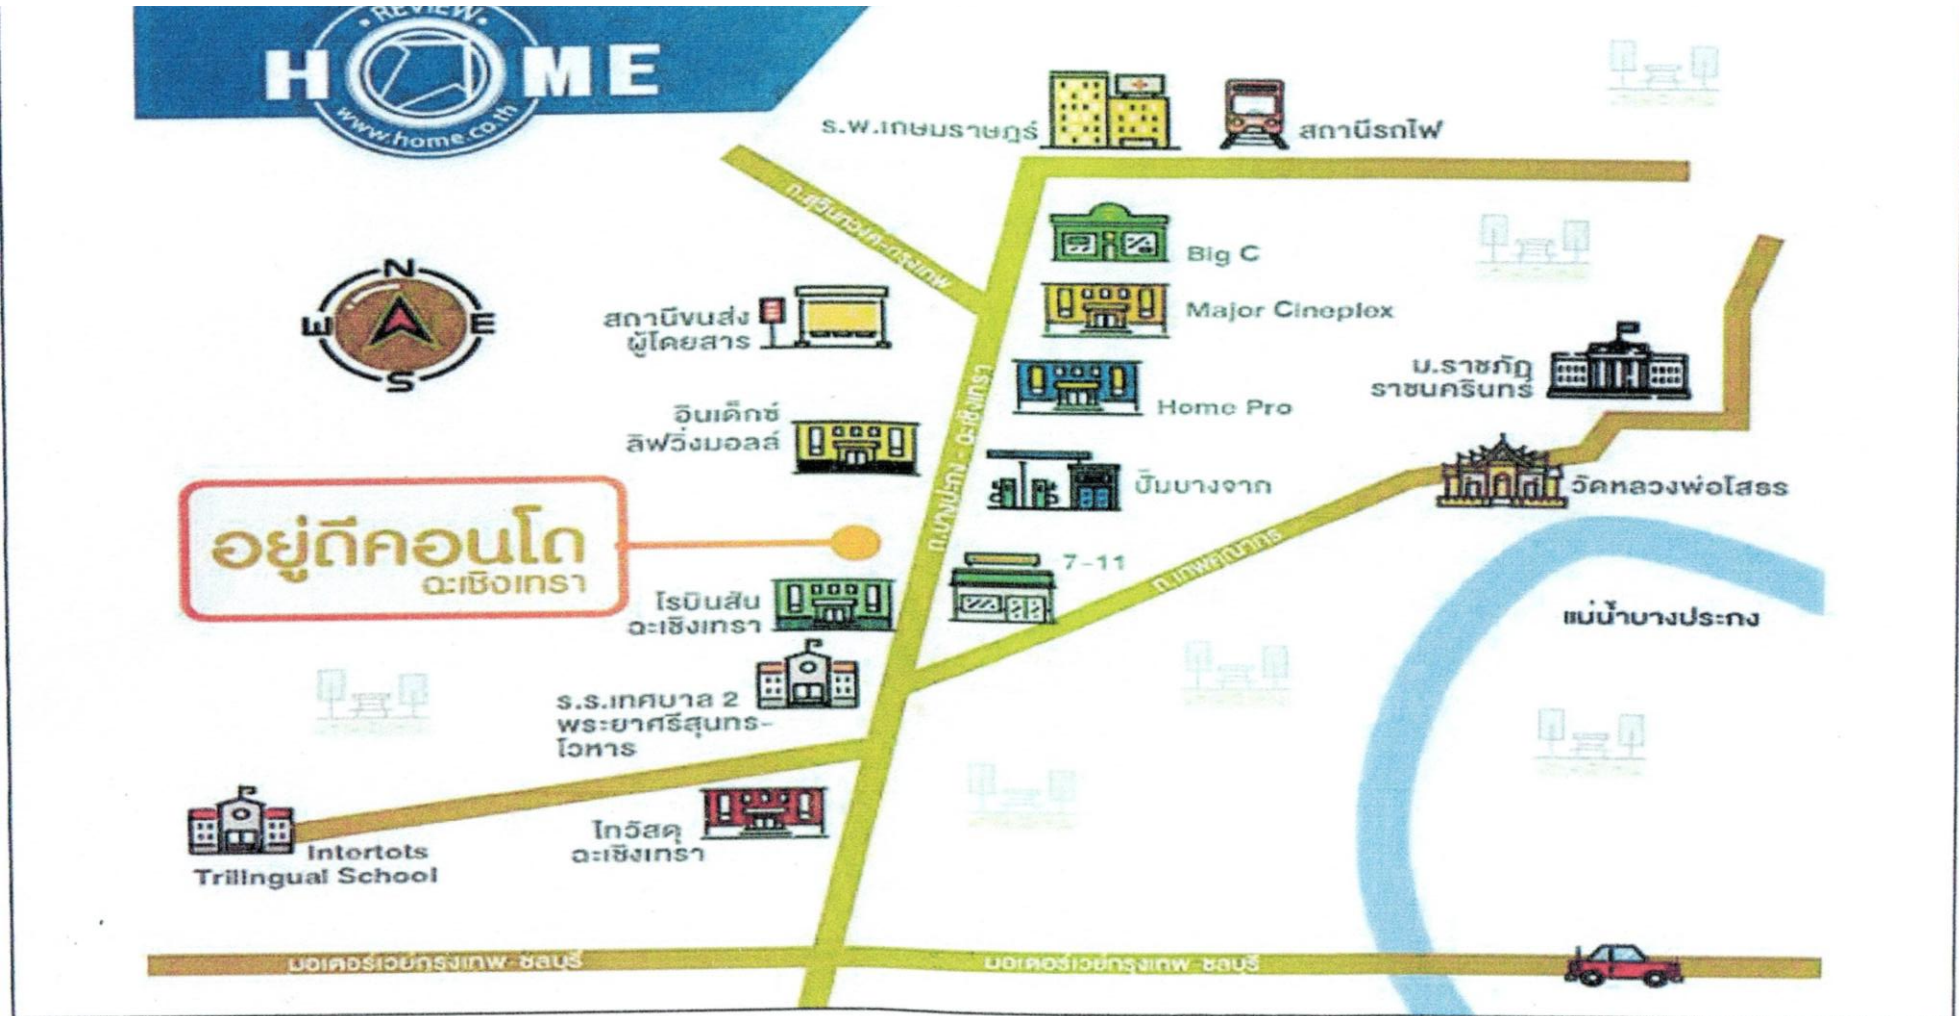 REVIEW
HOME
www.home.co.th
ร.พ.เกษมราษฎร์
สถานีรถไฟ
ถ.สุวินทวงศ์-กรุงเทพ
N
W
E
S
Big C
สถานีขนส่ง
ผู้โดยสาร
Major Cineplex
ม.ราชภัฏ
ราชนครินทร์
Home Pro
อินเด็กซ์
ลิฟวิ่งมอลล์
ถ.บางปะกง - ฉะเชิงเทรา
ปั๊มบางจาก
วัดหลวงพ่อโสธร
อยู่ดีคอนโด
ฉะเชิงเทรา
7-11
ถ.เทพคุณากร
โรบินสัน
ฉะเชิงเทรา
แม่น้ำบางประกง
ร.ร.เทศบาล 2
พระยาศรีสุนทร-
โวหาร
ไทวัสดุ
ฉะเชิงเทรา
Intertots
Trilingual School
มอเตอร์เวย์กรุงเทพ-ชลบุรี
มอเตอร์เวย์กรุงเทพ-ชลบุรี